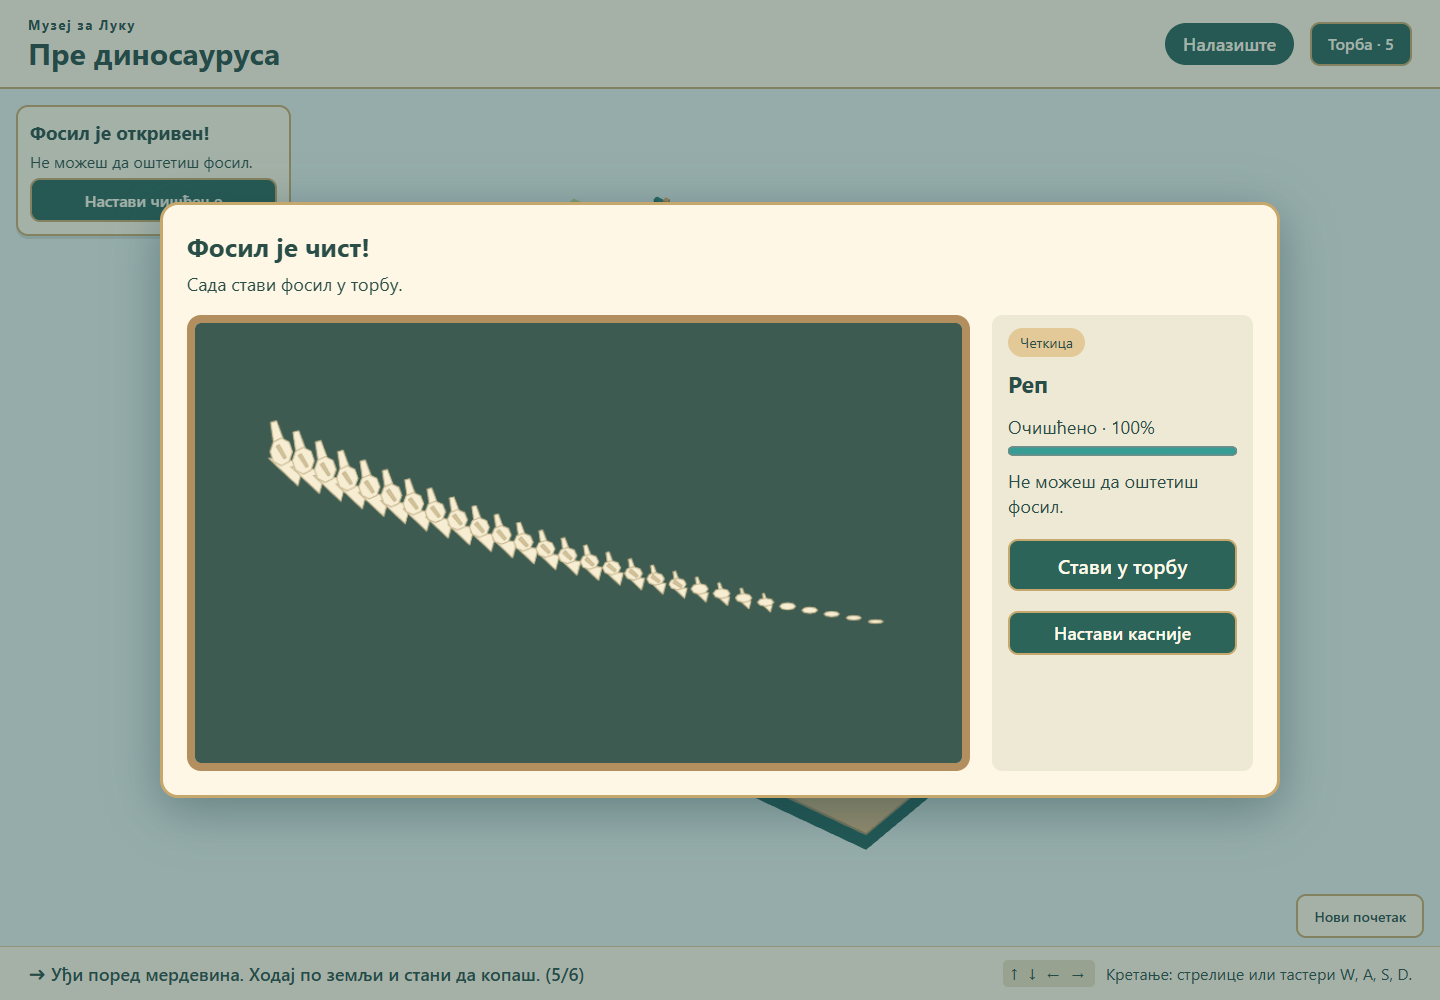 Музеј за Луку
Пре диносауруса
Налазиште
Торба · 5
Фосил је откривен!
Не можеш да оштетиш фосил.
Настави чишћење
Фосил је чист!
Сада стави фосил у торбу.
Четкица
Реп
Очишћено · 100%
Не можеш да оштетиш
фосил.
Стави у торбу
Настави касније
Нови почетак
→ Уђи поред мердевина. Ходај по земљи и стани да копаш. (5/6)
↑ ↓ ← → Кретање: стрелице или тастери W, A, S, D.